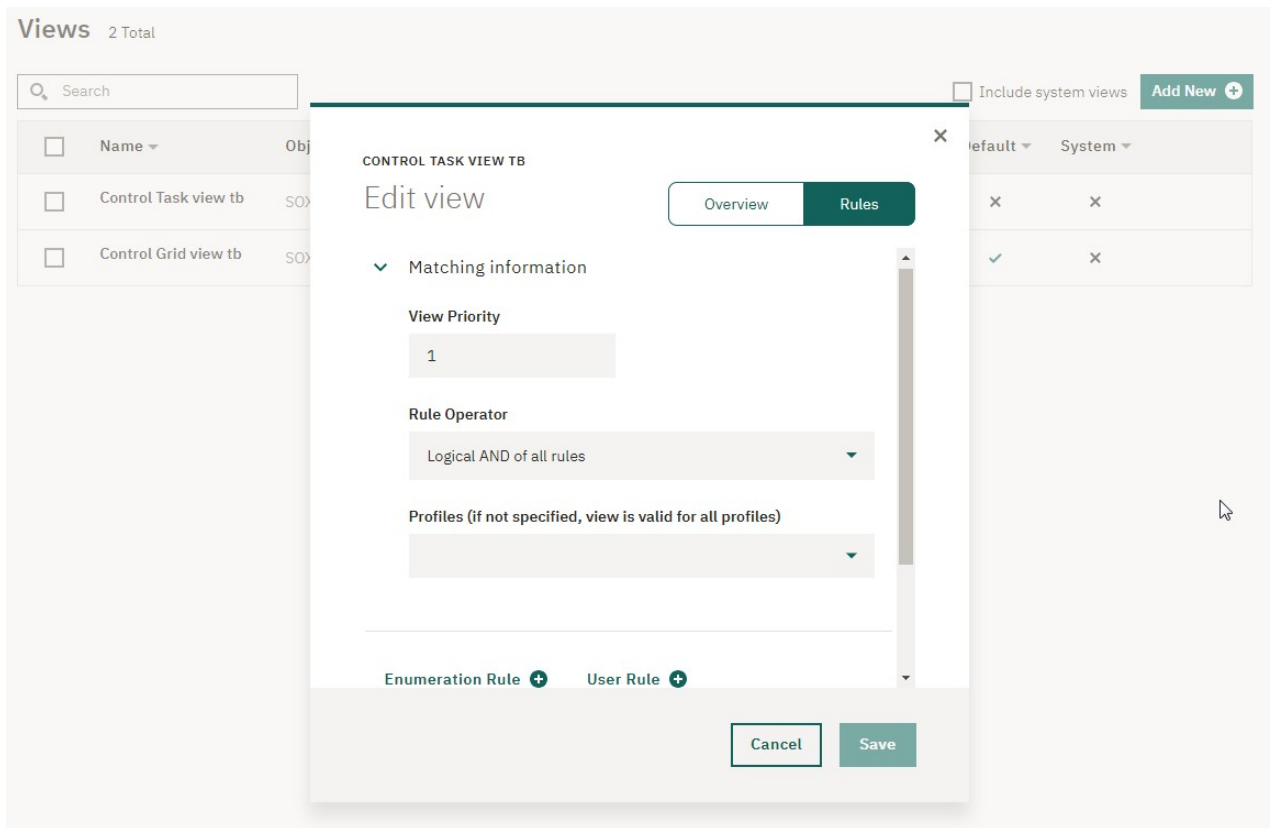 Views 2 Total
Search
Include system views
Add New
Name
Obj
efault
System
Control Task view tb
SOX
Control Grid view tb
SOX
CONTROL TASK VIEW TB
Edit view
Overview
Rules
Matching information
View Priority
1
Rule Operator
Logical AND of all rules
Profiles (if not specified, view is valid for all profiles)
Enumeration Rule
User Rule
Cancel
Save